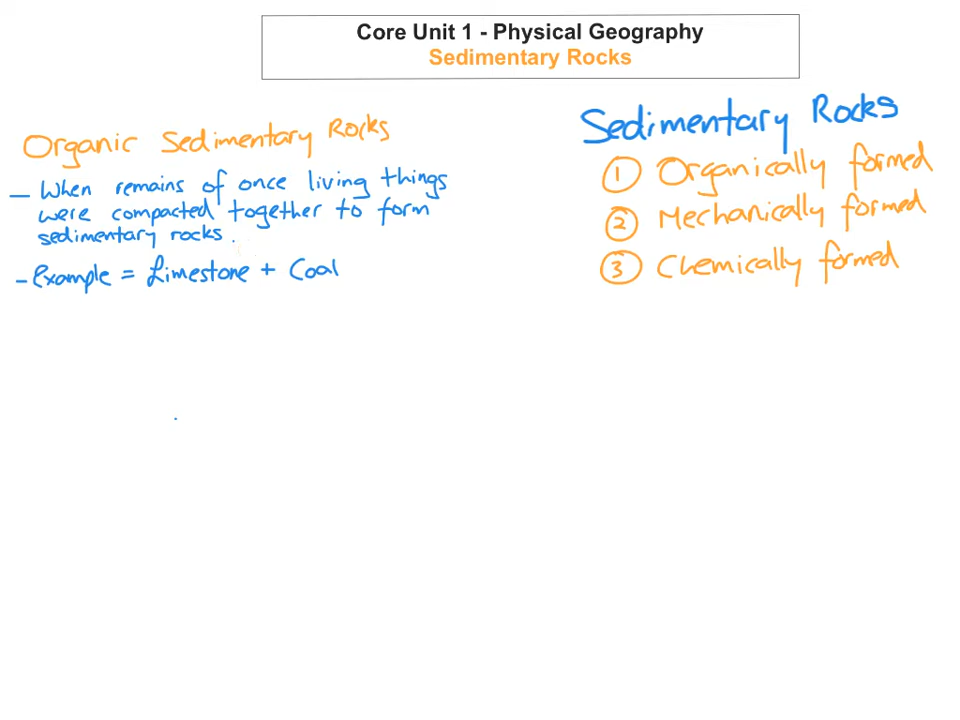 Core Unit 1 - Physical Geography
Sedimentary Rocks
Organic Sedimentary Rocks
- When remains of once living things
were compacted together to form
sedimentary rocks.
- Example = Limestone + Coal
Sedimentary Rocks
1 Organically formed
2 Mechanically formed
3 Chemically formed